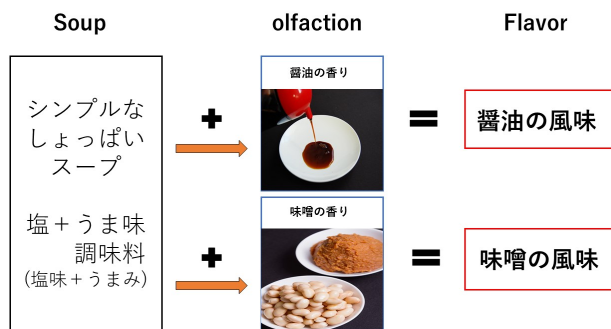 Soup
olfaction
Flavor
シンプルな
しょっぱい
スープ
塩＋うま味
調味料
(塩味＋うまみ)
+
醤油の香り
=
醤油の風味
+
味噌の香り
=
味噌の風味